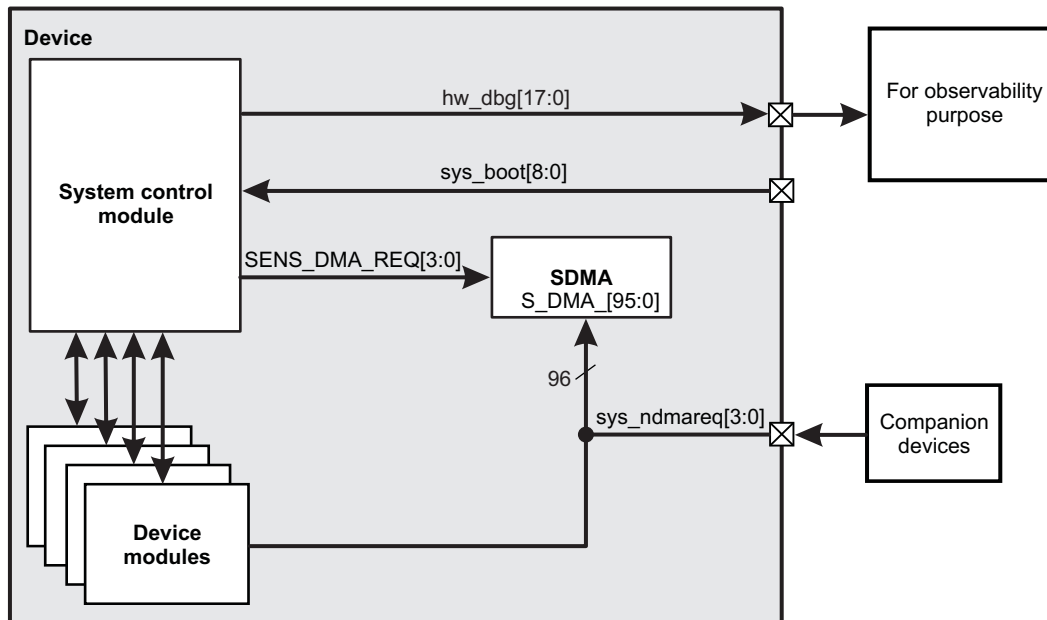 Device
hw_dbg[17:0]
For observability
purpose
sys_boot[8:0]
System control
module
SENS_DMA_REQ[3:0]
SDMA
S_DMA_[95:0]
96
sys_ndmareq[3:0]
Companion
devices
Device
modules